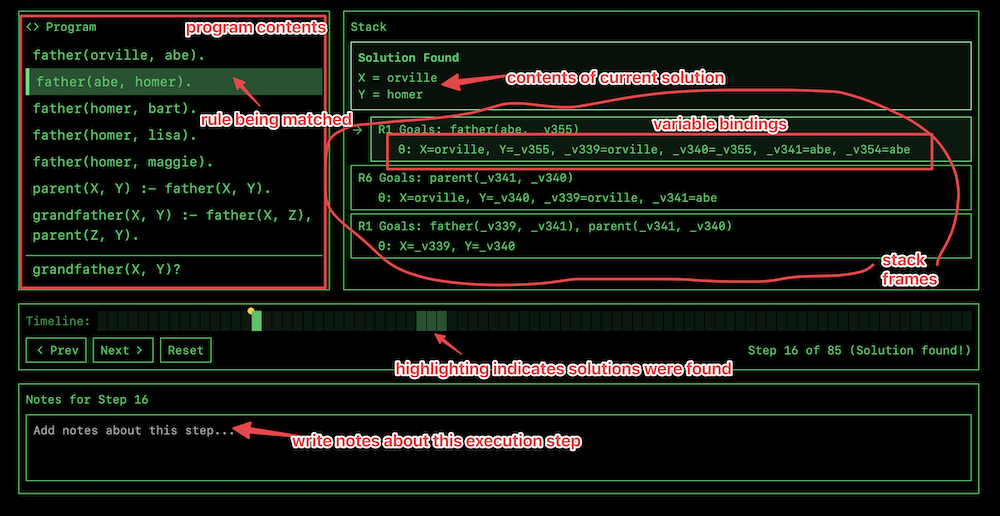 <> Program
program contents
father(orville, abe).
father(abe, homer).
father(homer, bart).
rule being matched
father(homer, lisa).
father(homer, maggie).
parent(X, Y) :- father(X, Y).
grandfather(X, Y) :- father(X, Z),
parent(Z, Y).
grandfather(X, Y)?
Stack
Solution Found
X = orville
Y = homer
contents of current solution
→ R1 Goals: father(abe, _v355)
variable bindings
θ: X=orville, Y=_v355, _v339=orville, _v340=_v355, _v341=abe, _v354=abe
R6 Goals: parent(_v341, _v340)
θ: X=orville, Y=_v340, _v339=orville, _v341=abe
R1 Goals: father(_v339, _v341), parent(_v341, _v340)
θ: X=_v339, Y=_v340
stack
frames
Timeline:
< Prev Next > Reset
Step 16 of 85 (Solution found!)
highlighting indicates solutions were found
Notes for Step 16
Add notes about this step...
write notes about this execution step